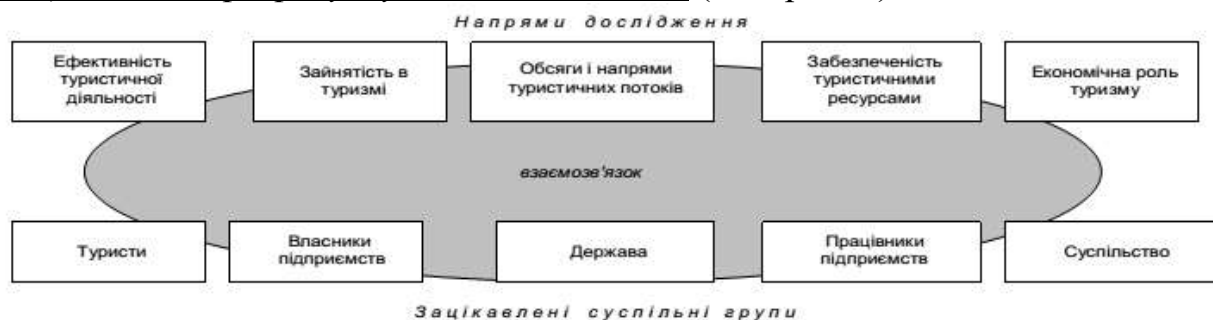 Напрями дослідження
Ефективність
туристичної
діяльності
Зайнятість в
туризмі
Обсяги і напрями
туристичних потоків
Забезпеченість
туристичними
ресурсами
Економічна роль
туризму
взаємозв'язок
Туристи
Власники
підприємств
Держава
Працівники
підприємств
Суспільство
Зацікавлені суспільні групи